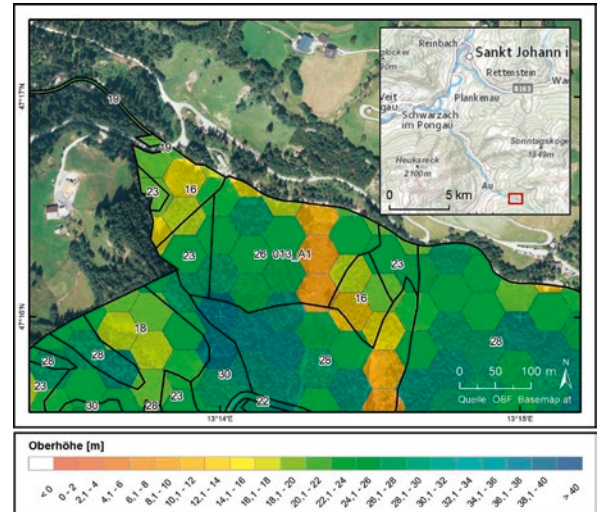 Reinbach
Sankt Johann i
Rettenstein
Plankenau
Schwarzach
im Pongau
Sonntagskoge
1849m
Heukareck
2100m
Au
0 5 km
47°17'N
19
19
23
16
23
26 013_A1
23
16
47°16'N
18
28
28
28
28
30
23
23
30
28
22
N
0 50 100 m
Quelle: ÖBF, Basemap.at
13°14'E
13°15'E
Oberhöhe [m]
< 0
0 - 2
2,1 - 4
4,1 - 6
6,1 - 8
8,1 - 10
10,1 - 12
12,1 - 14
14,1 - 16
16,1 - 18
18,1 - 20
20,1 - 22
22,1 - 24
24,1 - 26
26,1 - 28
28,1 - 30
30,1 - 32
32,1 - 34
34,1 - 36
36,1 - 38
38,1 - 40
> 40